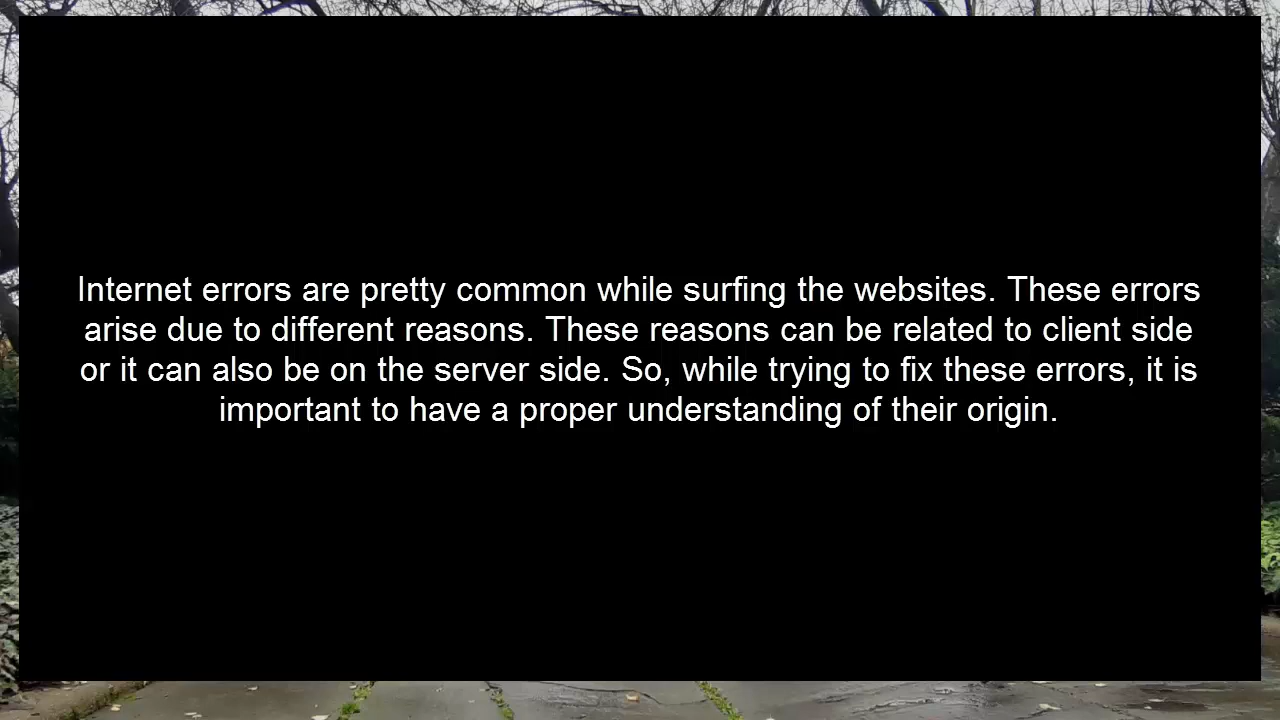 Internet errors are pretty common while surfing the websites. These errors
arise due to different reasons. These reasons can be related to client side
or it can also be on the server side. So, while trying to fix these errors, it is
important to have a proper understanding of their origin.